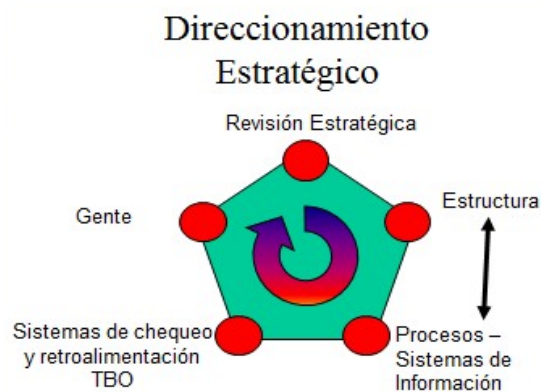 Direccionamiento
Estratégico
Revisión Estratégica
Estructura
Gente
Sistemas de chequeo
y retroalimentación
TBO
Procesos –
Sistemas de
Información